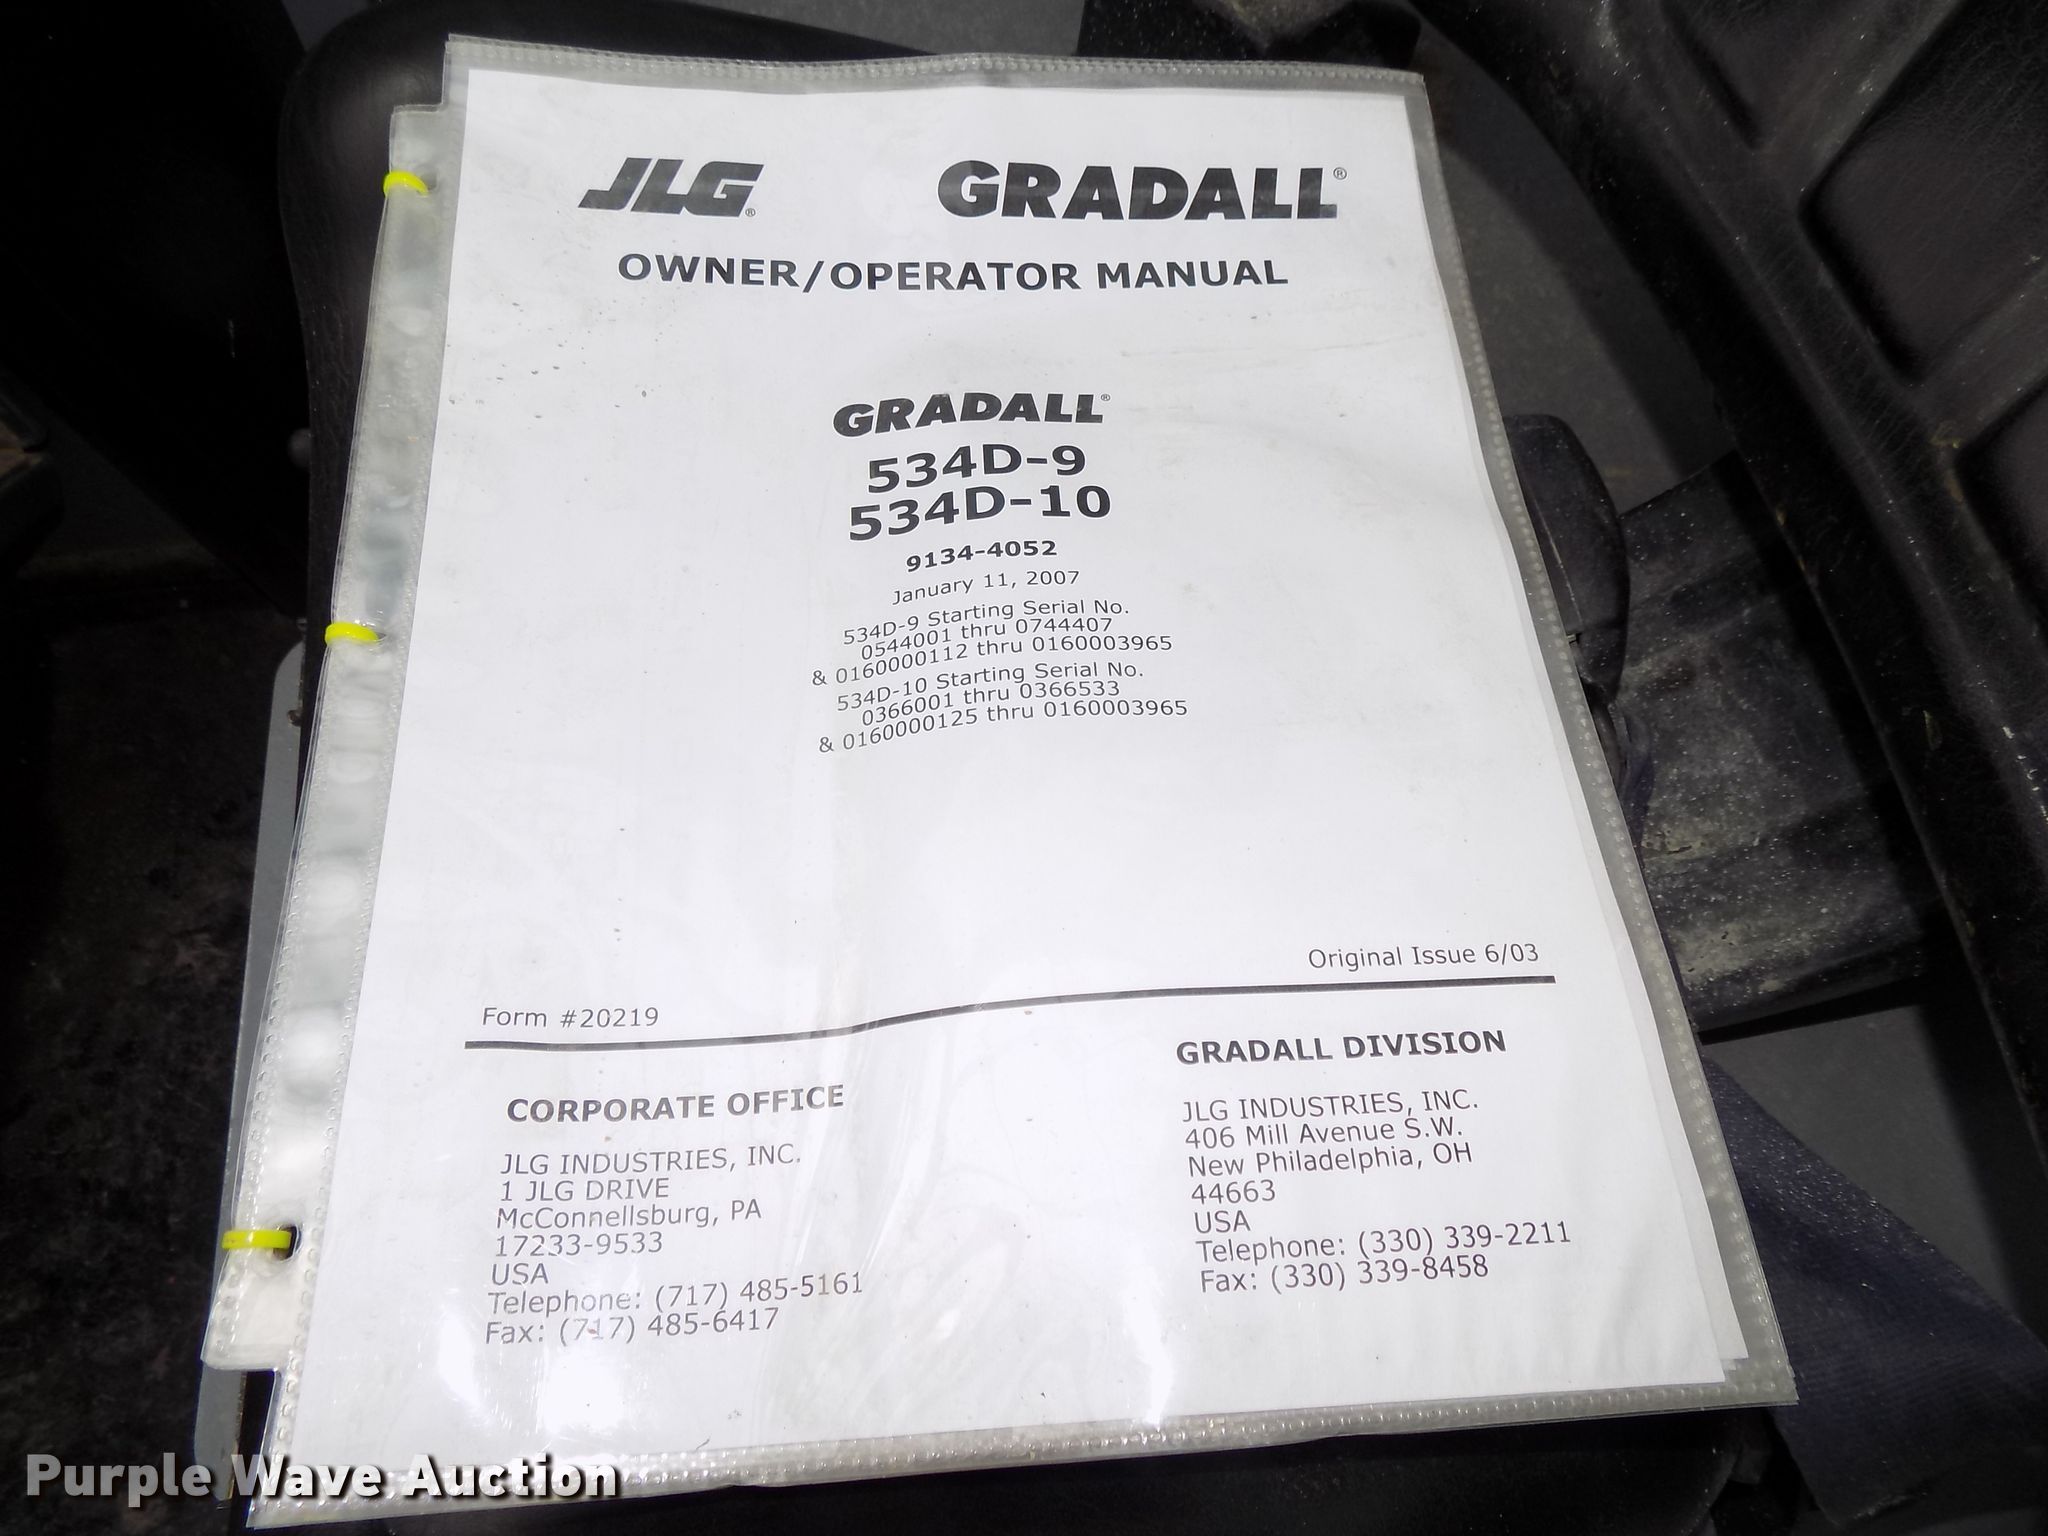 JLG® GRADALL®
OWNER/OPERATOR MANUAL
GRADALL®
534D-9
534D-10
9134-4052
January 11, 2007
534D-9 Starting Serial No.
0544001 thru 0744407
& 0160000112 thru 0160003965
534D-10 Starting Serial No.
0366001 thru 0366533
& 0160000125 thru 0160003965
Original Issue 6/03
Form #20219
CORPORATE OFFICE
JLG INDUSTRIES, INC.
1 JLG DRIVE
McConnellsburg, PA
17233-9533
USA
Telephone: (717) 485-5161
Fax: (717) 485-6417
GRADALL DIVISION
JLG INDUSTRIES, INC.
406 Mill Avenue S.W.
New Philadelphia, OH
44663
USA
Telephone: (330) 339-2211
Fax: (330) 339-8458
Purple Wave Auction